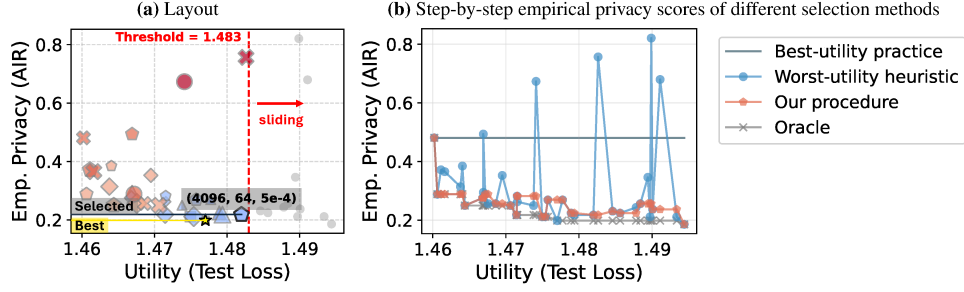 (a) Layout
Threshold = 1.483
sliding
(4096, 64, 5e-4)
Selected
Best
0.8
0.6
0.4
0.2
1.46
1.47
1.48
1.49
Emp. Privacy (AIR)
Utility (Test Loss)
(b) Step-by-step empirical privacy scores of different selection methods
0.8
0.6
0.4
0.2
1.46
1.47
1.48
1.49
Emp. Privacy (AIR)
Utility (Test Loss)
Best-utility practice
Worst-utility heuristic
Our procedure
Oracle